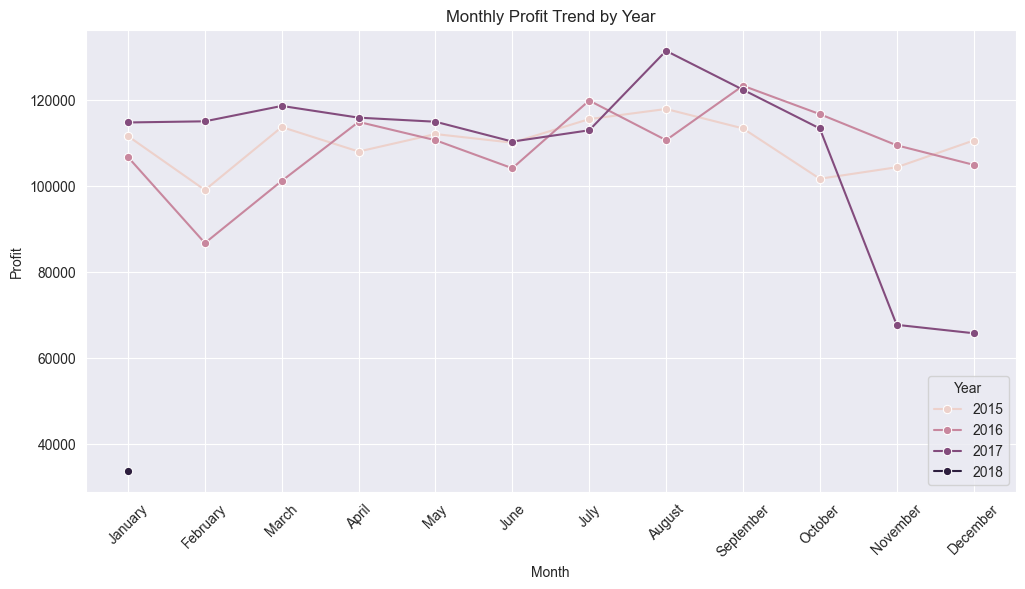 Monthly Profit Trend by Year
120000
100000
80000
60000
40000
Profit
January
February
March
April
May
June
July
August
September
October
November
December
Month
Year
2015
2016
2017
2018